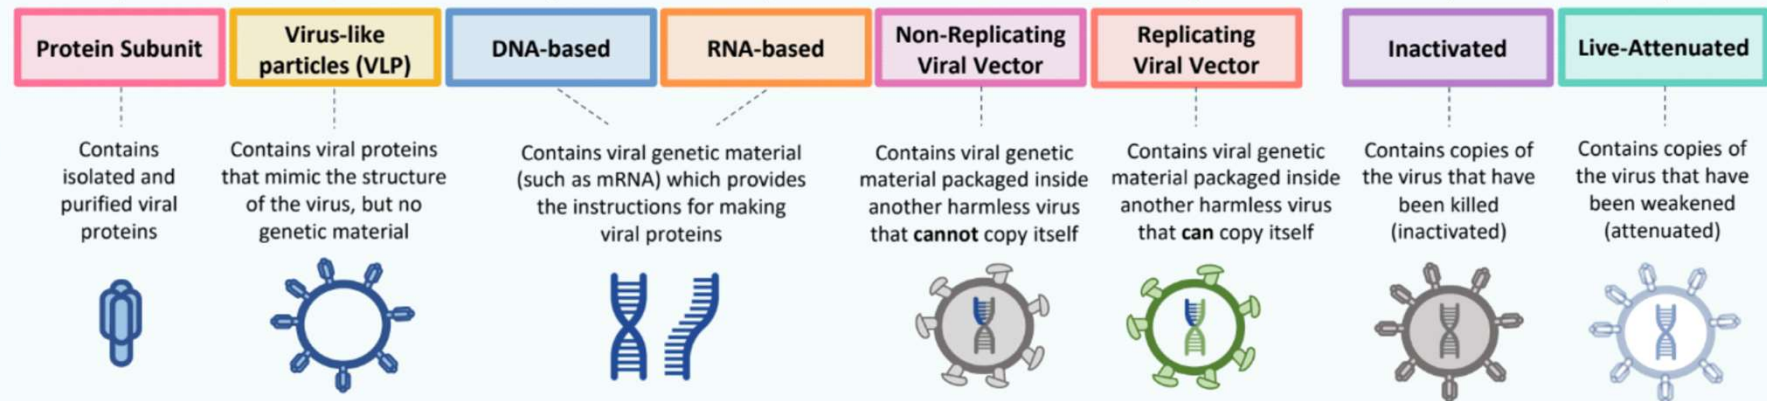 Protein Subunit
Contains
isolated and
purified viral
proteins
Virus-like
particles (VLP)
Contains viral proteins
that mimic the structure
of the virus, but no
genetic material
DNA-based
RNA-based
Contains viral genetic material
(such as mRNA) which provides
the instructions for making
viral proteins
Non-Replicating
Viral Vector
Contains viral genetic
material packaged inside
another harmless virus
that cannot copy itself
Replicating
Viral Vector
Contains viral genetic
material packaged inside
another harmless virus
that can copy itself
Inactivated
Contains copies of
the virus that have
been killed
(inactivated)
Live-Attenuated
Contains copies of
the virus that have
been weakened
(attenuated)